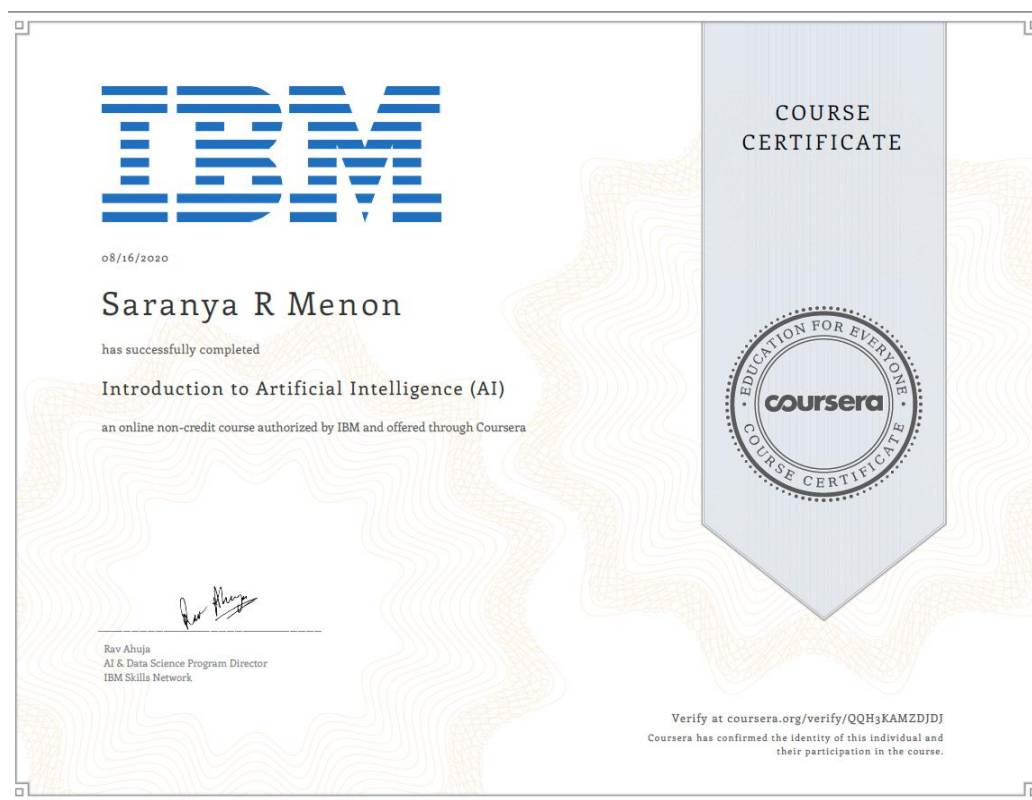 IBM
08/16/2020
Saranya R Menon
has successfully completed
Introduction to Artificial Intelligence (AI)
an online non-credit course authorized by IBM and offered through Coursera
Rav Ahuja
Rav Ahuja
AI & Data Science Program Director
IBM Skills Network
COURSE
CERTIFICATE
EDUCATION FOR EVERYONE
coursera
COURSE CERTIFICATE
Verify at coursera.org/verify/QQH3KAMZDJDJ
Coursera has confirmed the identity of this individual and
their participation in the course.